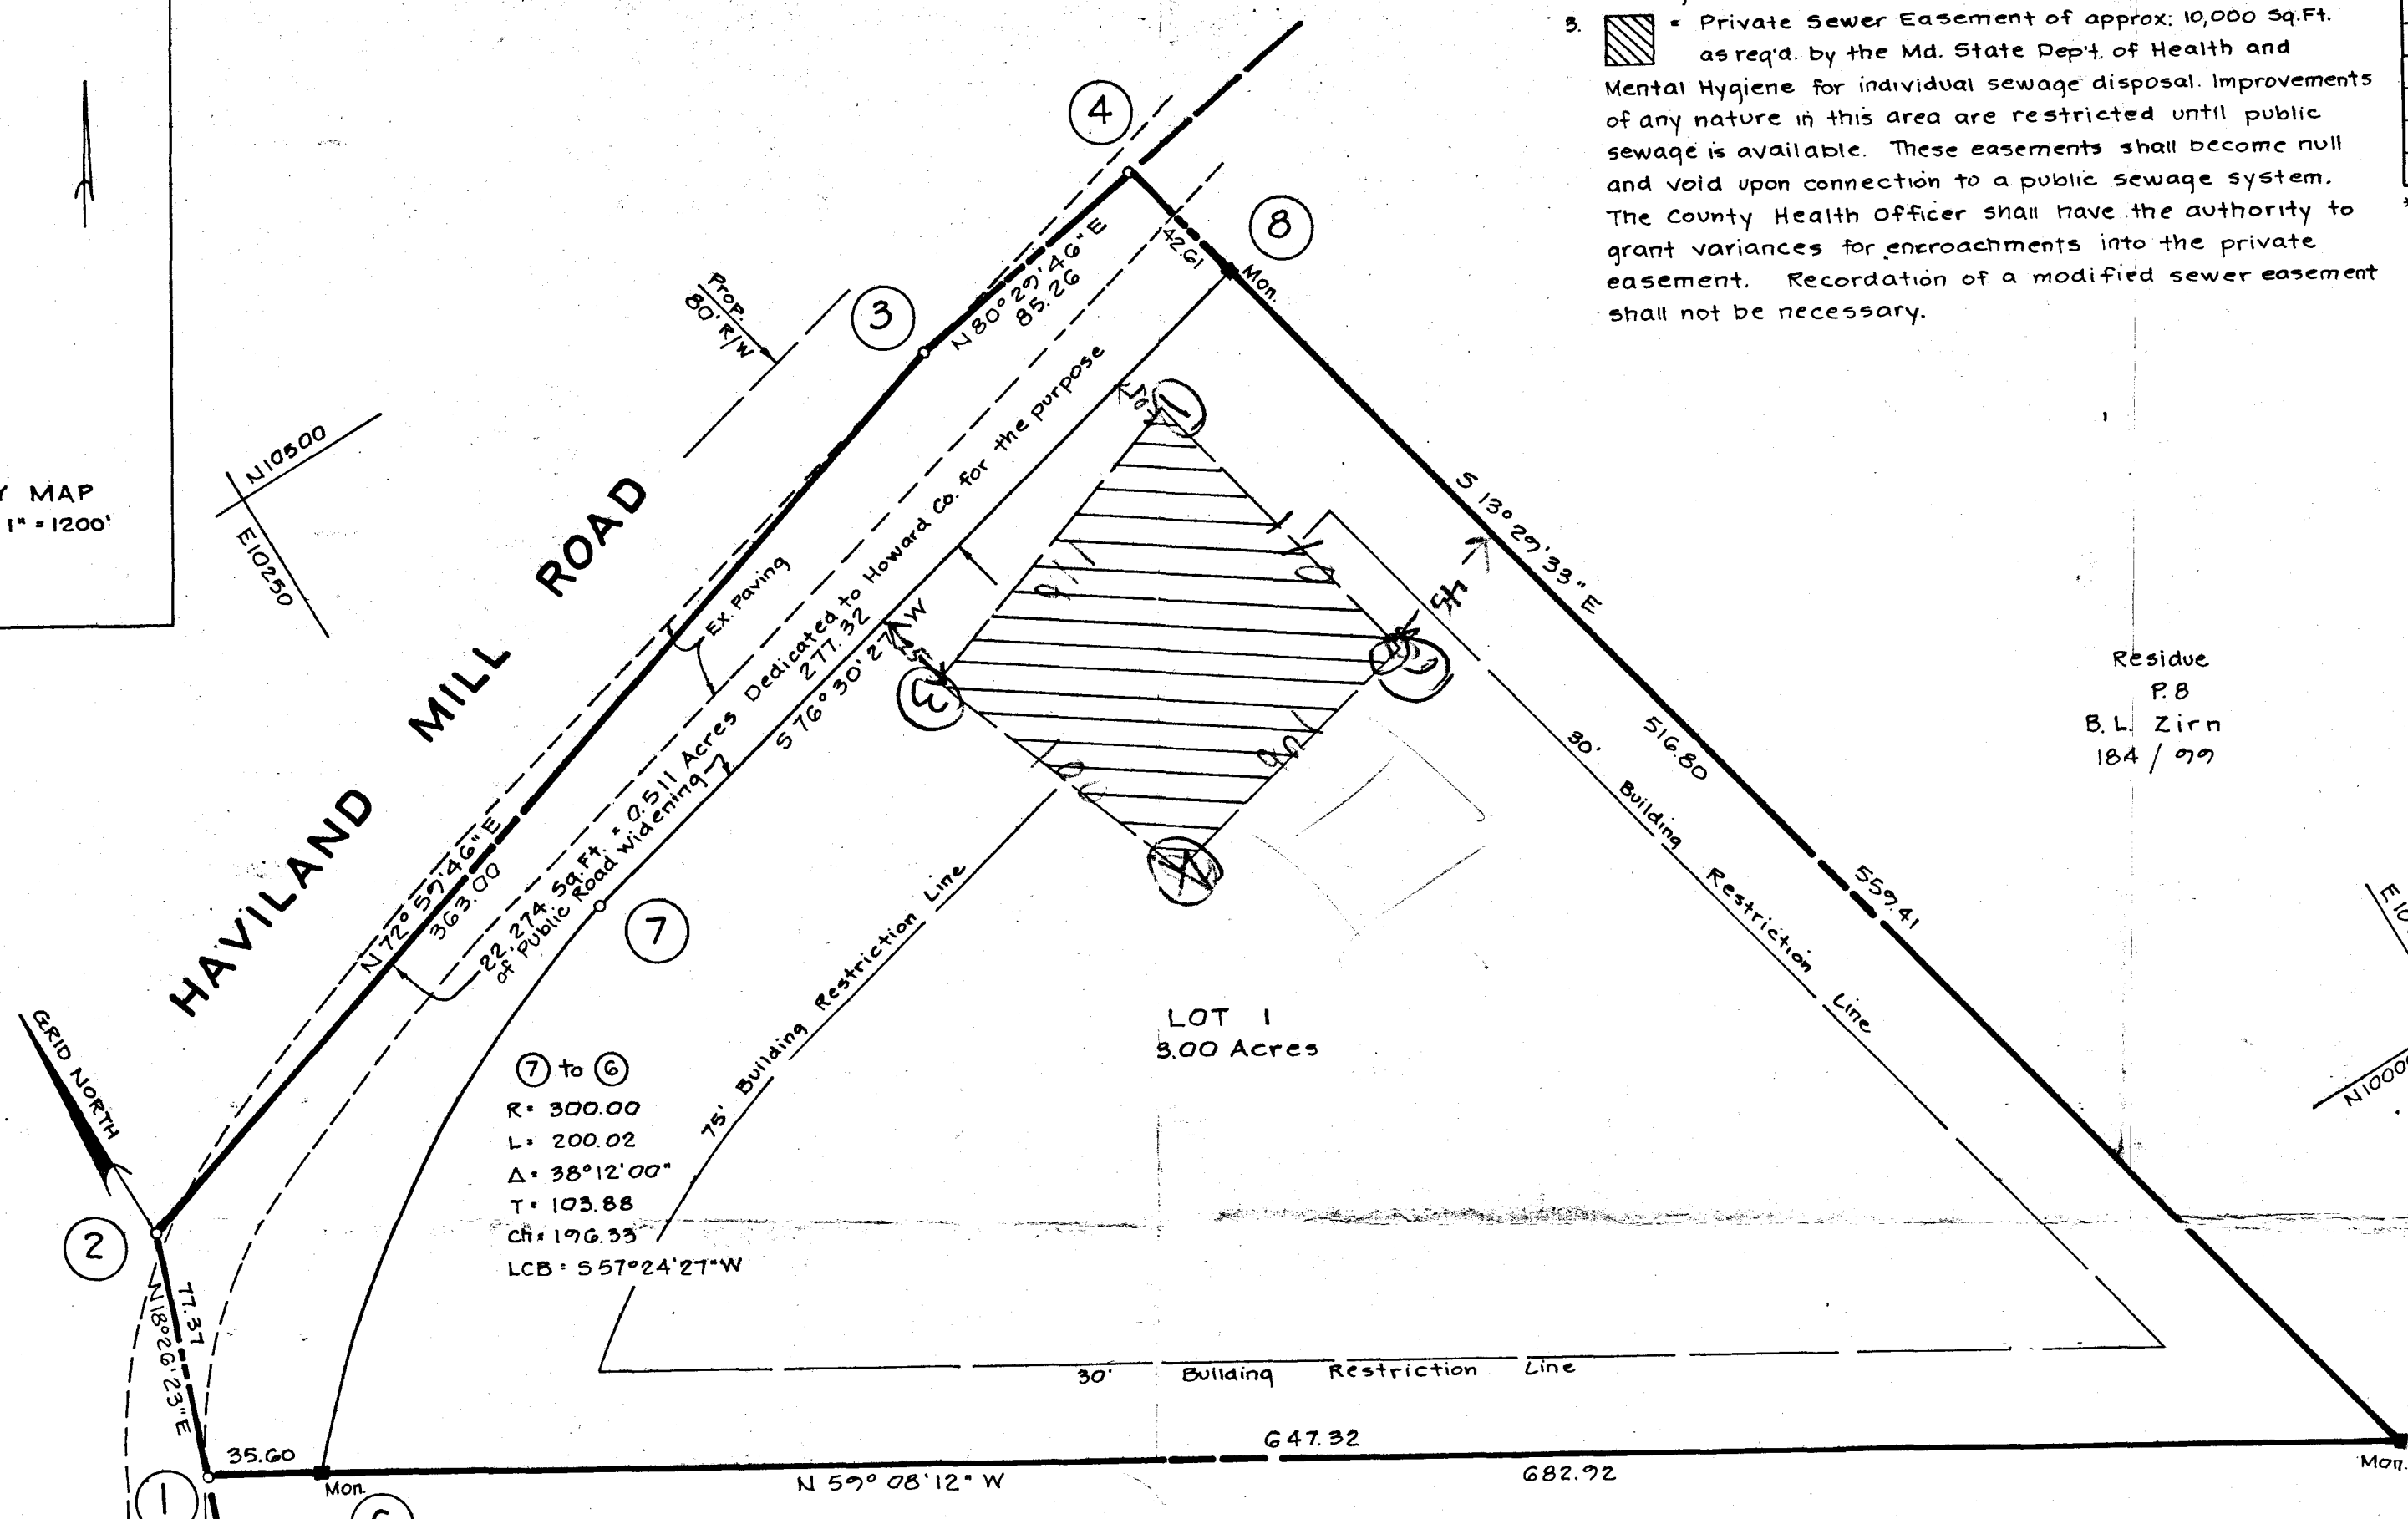 3. = Private Sewer Easement of approx: 10,000 Sq.Ft.
as req'd. by the Md. State Dep't. of Health and
Mental Hygiene for individual sewage disposal. Improvements
of any nature in this area are restricted until public
sewage is available. These easements shall become null
and void upon connection to a public sewage system.
The County Health Officer shall have the authority to
grant variances for encroachments into the private
easement. Recordation of a modified sewer easement
shall not be necessary.
MAP
1" = 1200'
N10500
E10250
HAVILAND MILL ROAD
Prop.
80' R/W
4
8
3
N 80° 29' 46" E
85.26
42.61
Mon.
Ex. Paving
22,274 Sq.Ft. = 0.511 Acres Dedicated to Howard Co. for the purpose
of Public Road widening
277.32
S 76° 30' 27" W
N 72° 59' 46" E
363.00
1
3
S 13° 29' 33" E
516.80
559.41
30' Building Restriction Line
Residue
P. 8
B. L. Zirn
184 / 99
7
75' Building Restriction Line
LOT 1
3.00 Acres
GRID NORTH
7 to 6
R= 300.00
L= 200.02
Δ= 38°12'00"
T= 103.88
Ch= 196.33
LCB= S 57°24'27" W
N1000
2
77.37
N18°26'23"E
30' Building Restriction Line
35.60
647.32
Mon.
N 59° 08'12" W
682.92
Mon.
1